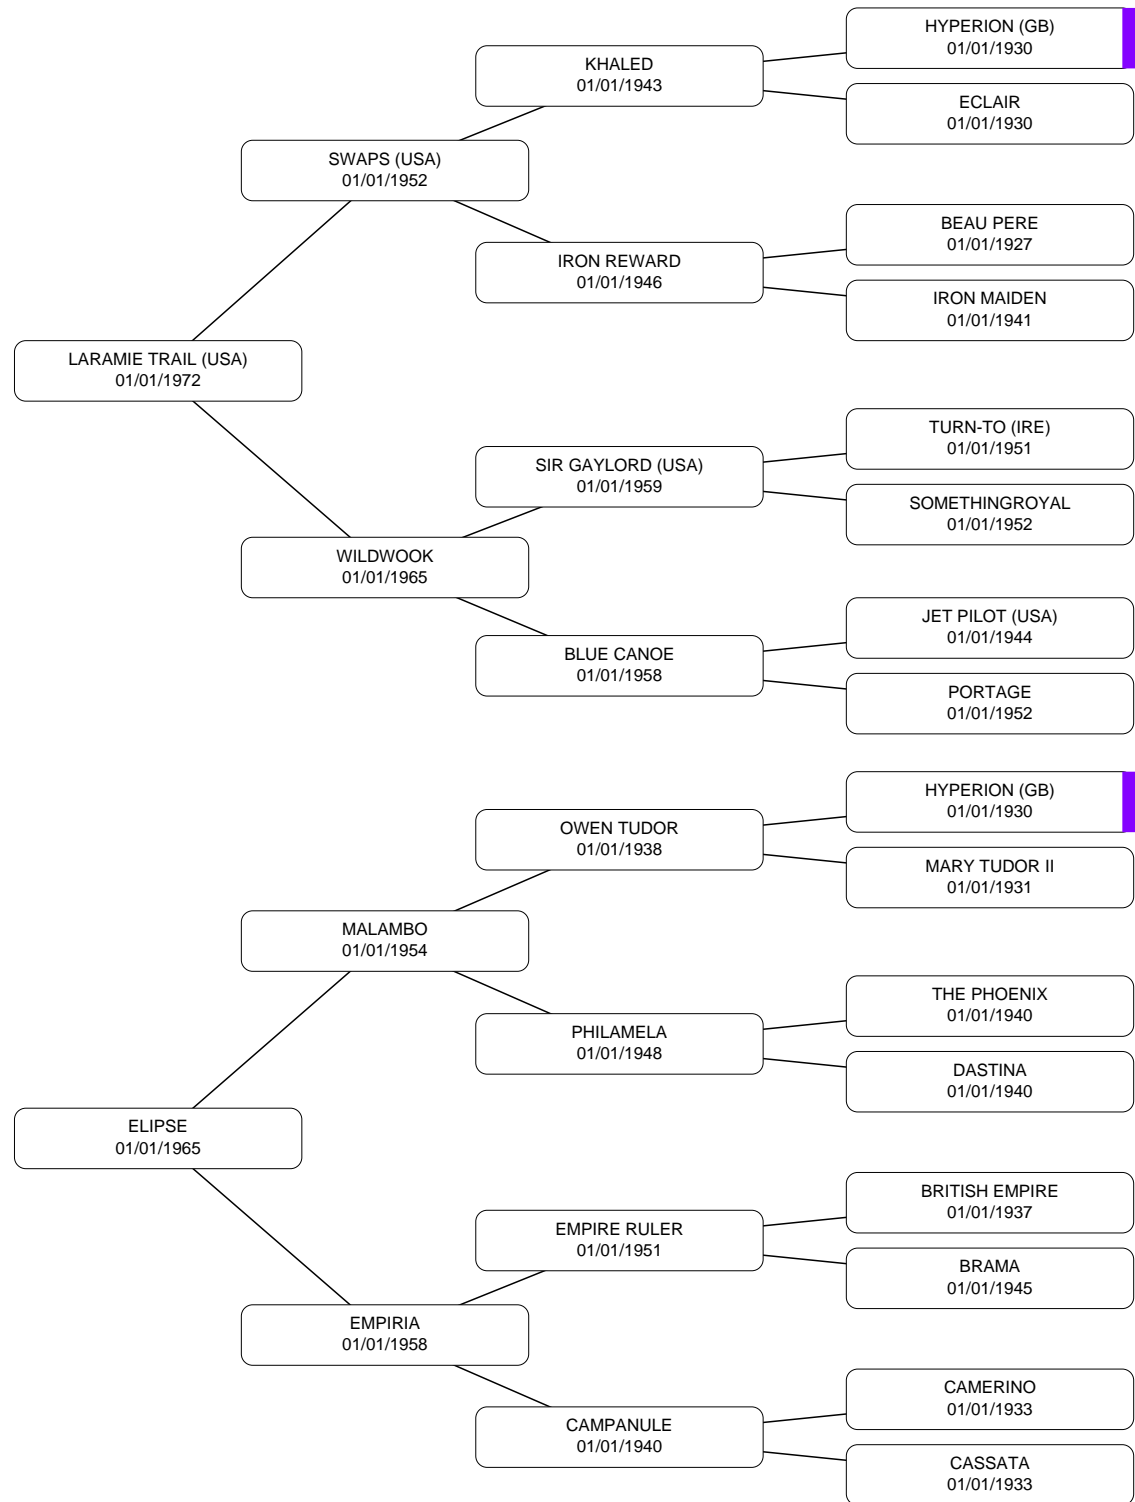 HYPERION (GB)
01/01/1930
KHALED
01/01/1943
ECLAIR
01/01/1930
SWAPS (USA)
01/01/1952
BEAU PERE
01/01/1927
IRON REWARD
01/01/1946
IRON MAIDEN
01/01/1941
LARAMIE TRAIL (USA)
01/01/1972
TURN-TO (IRE)
01/01/1951
SIR GAYLORD (USA)
01/01/1959
SOMETHINGROYAL
01/01/1952
WILDWOOK
01/01/1965
JET PILOT (USA)
01/01/1944
BLUE CANOE
01/01/1958
PORTAGE
01/01/1952
HYPERION (GB)
01/01/1930
OWEN TUDOR
01/01/1938
MARY TUDOR II
01/01/1931
MALAMBO
01/01/1954
THE PHOENIX
01/01/1940
PHILAMELA
01/01/1948
DASTINA
01/01/1940
ELIPSE
01/01/1965
BRITISH EMPIRE
01/01/1937
EMPIRE RULER
01/01/1951
BRAMA
01/01/1945
EMPIRIA
01/01/1958
CAMERINO
01/01/1933
CAMPANULE
01/01/1940
CASSATA
01/01/1933